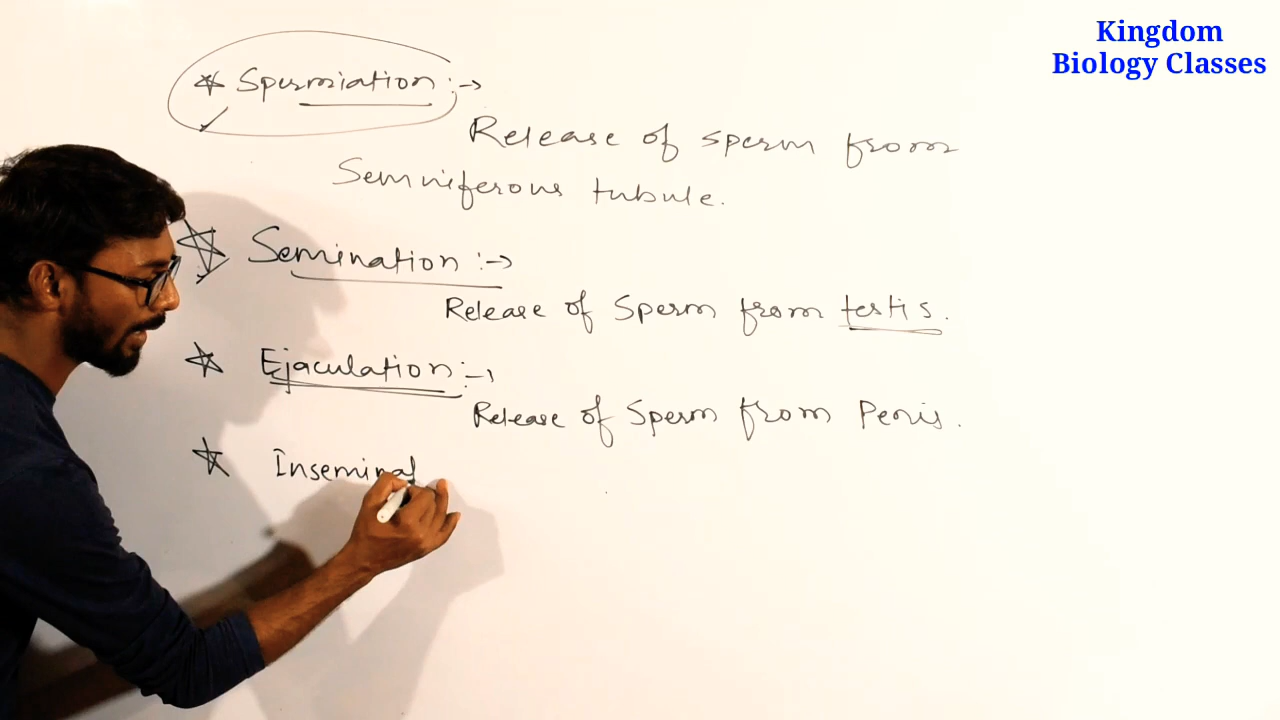 Kingdom
Biology Classes
Spermiation :→
Release of sperm from
Semniferous tubule.
Semination :→
Release of Sperm from testis.
Ejaculation :→
Release of Sperm from Penis.
Inseminat